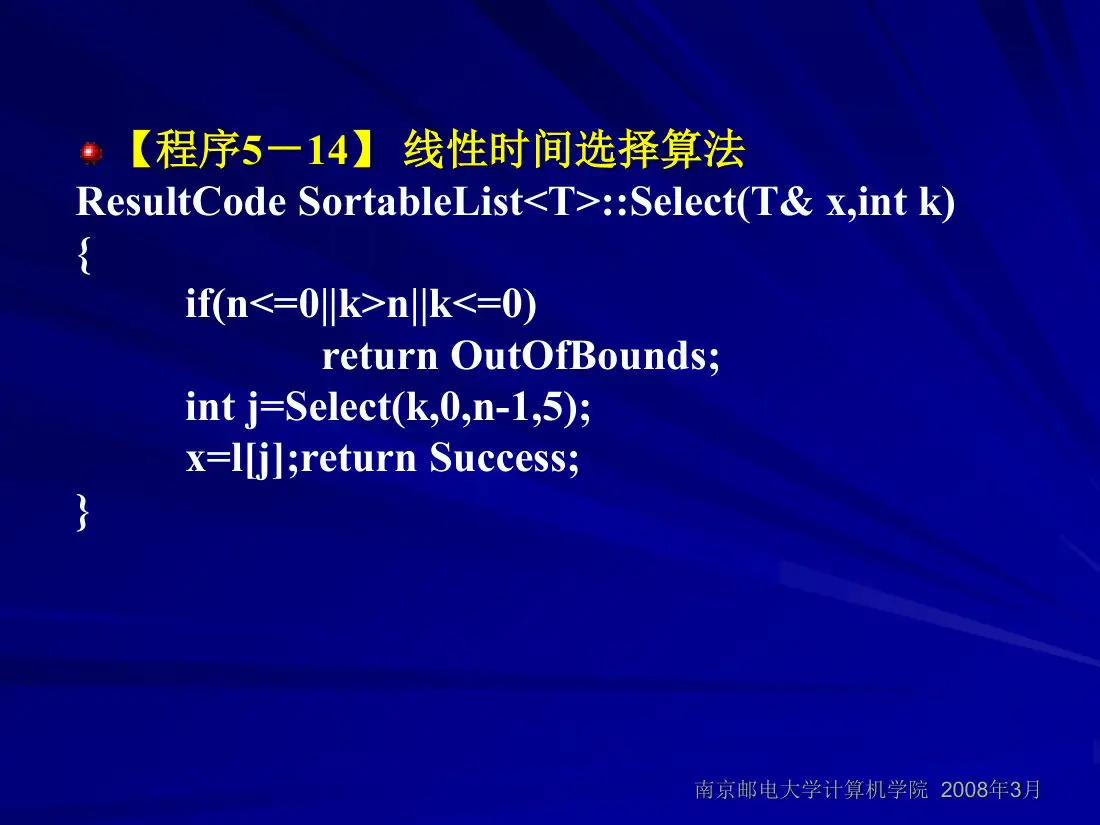 【程序5－14】 线性时间选择算法
ResultCode SortableList<T>::Select(T& x,int k)
{
if(n<=0||k>n||k<=0)
return OutOfBounds;
int j=Select(k,0,n-1,5);
x=l[j];return Success;
}
南京邮电大学计算机学院 2008年3月